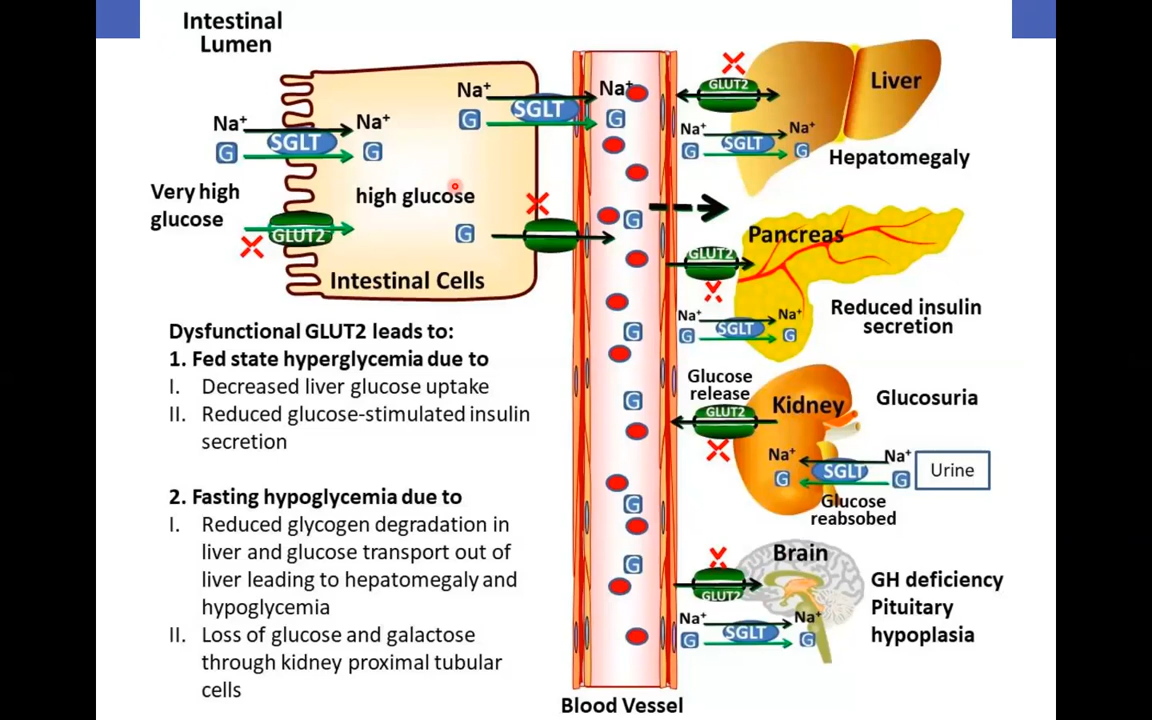 Intestinal
Lumen
Na⁺
G
SGLT
Na⁺
G
Very high
glucose
GLUT2
Na⁺
G
SGLT
Na⁺
G
high glucose
G
Intestinal Cells
G
G
G
G
G
Blood Vessel
GLUT2
Liver
Na⁺
G
SGLT
Na⁺
G
Hepatomegaly
GLUT2
Pancreas
Na⁺
G
SGLT
Na⁺
G
Reduced insulin
secretion
Glucose
release
GLUT2
Kidney
Glucosuria
Na⁺
G
SGLT
Na⁺
G
Urine
Glucose
reabsobed
GLUT2
Brain
Na⁺
G
SGLT
Na⁺
G
GH deficiency
Pituitary
hypoplasia
Dysfunctional GLUT2 leads to:
1. Fed state hyperglycemia due to
I. Decreased liver glucose uptake
II. Reduced glucose-stimulated insulin
secretion
2. Fasting hypoglycemia due to
I. Reduced glycogen degradation in
liver and glucose transport out of
liver leading to hepatomegaly and
hypoglycemia
II. Loss of glucose and galactose
through kidney proximal tubular
cells